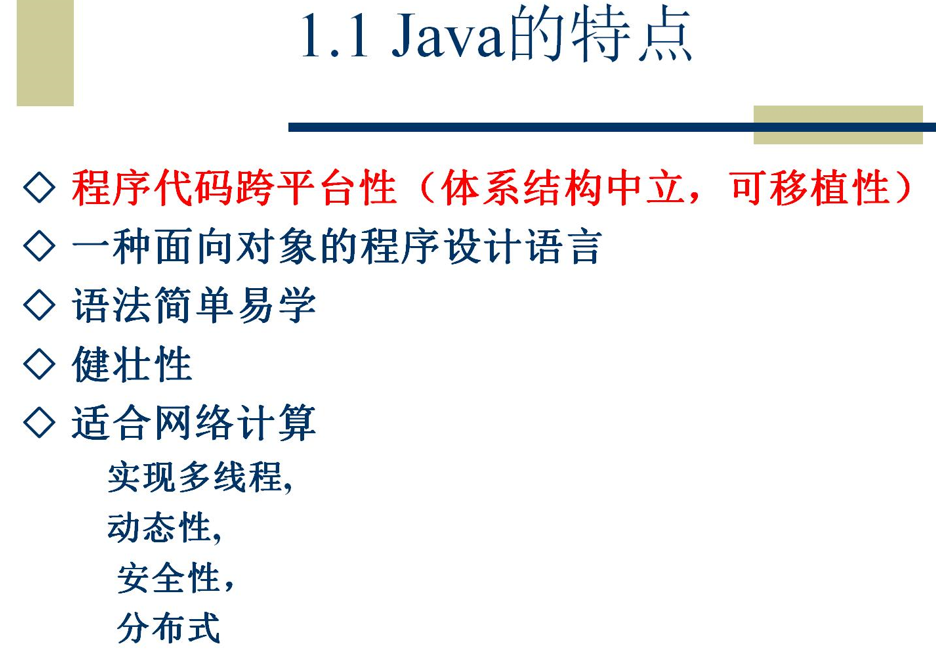 1.1 Java的特点
◇ 程序代码跨平台性（体系结构中立，可移植性）
◇ 一种面向对象的程序设计语言
◇ 语法简单易学
◇ 健壮性
◇ 适合网络计算
实现多线程,
动态性,
安全性，
分布式